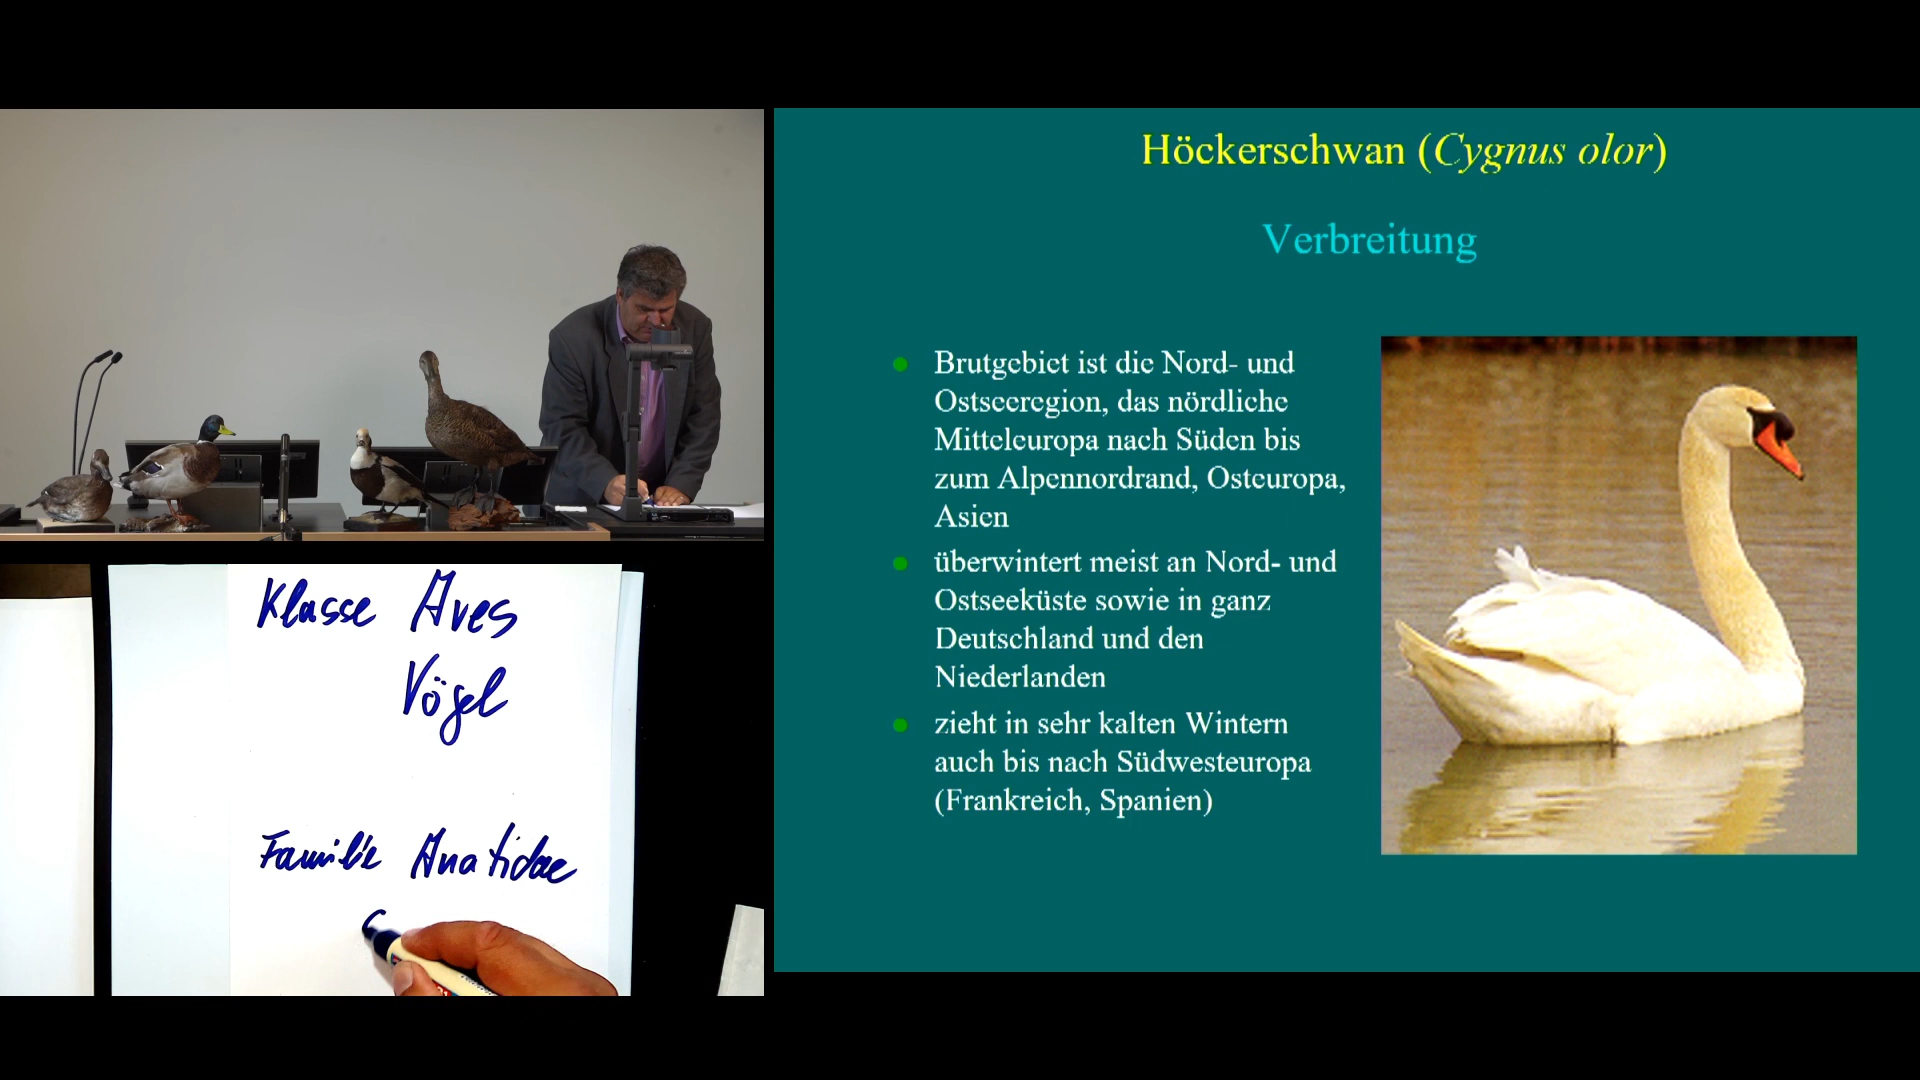 Klasse Aves
Vögel
Familie Anatidae
Höckerschwan (Cygnus olor)
Verbreitung
Brutgebiet ist die Nord- und
Ostseeregion, das nördliche
Mitteleuropa nach Süden bis
zum Alpennordrand, Osteuropa,
Asien
überwintert meist an Nord- und
Ostseeküste sowie in ganz
Deutschland und den
Niederlanden
zieht in sehr kalten Wintern
auch bis nach Südwesteuropa
(Frankreich, Spanien)